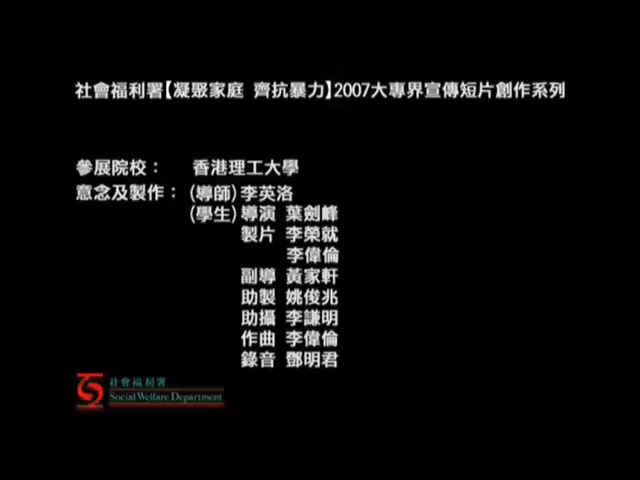 社會福利署【凝聚家庭 齊抗暴力】2007大專界宣傳短片創作系列
參展院校： 香港理工大學
意念及製作： (導師) 李英洛
(學生) 導演 葉劍峰
製片 李榮就
李偉倫
副導 黃家軒
助製 姚俊兆
助攝 李謙明
作曲 李偉倫
錄音 鄧明君
社會福利署
Social Welfare Department